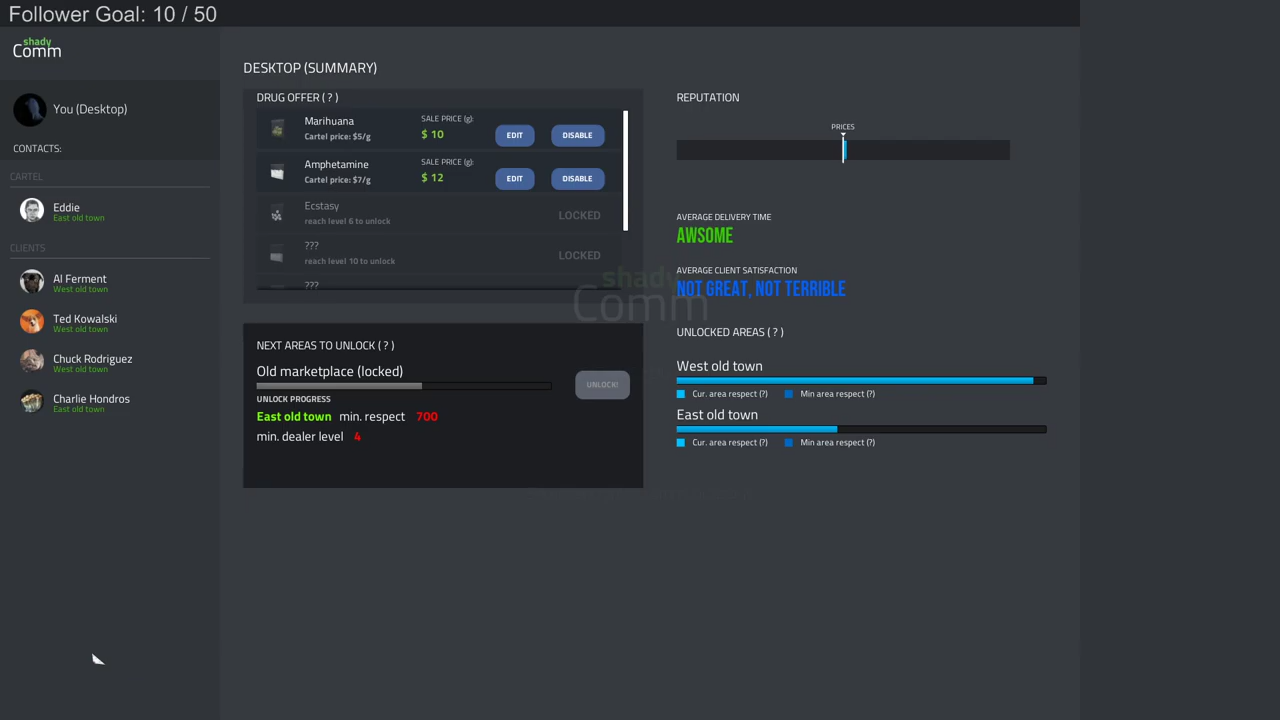 Follower Goal: 10 / 50
shady
Comm
You (Desktop)
CONTACTS:
CARTEL
Eddie
East old town
CLIENTS
Al Ferment
West old town
Ted Kowalski
West old town
Chuck Rodriguez
West old town
Charlie Hondros
East old town
DESKTOP (SUMMARY)
DRUG OFFER ( ? )
Marihuana
Cartel price: $5/g
SALE PRICE (g):
$ 10
EDIT
DISABLE
Amphetamine
Cartel price: $7/g
SALE PRICE (g):
$ 12
EDIT
DISABLE
Ecstasy
reach level 6 to unlock
LOCKED
???
reach level 10 to unlock
LOCKED
???
shady
Comm
NEXT AREAS TO UNLOCK ( ? )
Old marketplace (locked)
UNLOCK!
UNLOCK PROGRESS
East old town min. respect 700
min. dealer level 4
REPUTATION
PRICES
AVERAGE DELIVERY TIME
AWSOME
AVERAGE CLIENT SATISFACTION
NOT GREAT, NOT TERRIBLE
UNLOCKED AREAS ( ? )
West old town
Cur. area respect (?) Min area respect (?)
East old town
Cur. area respect (?) Min area respect (?)